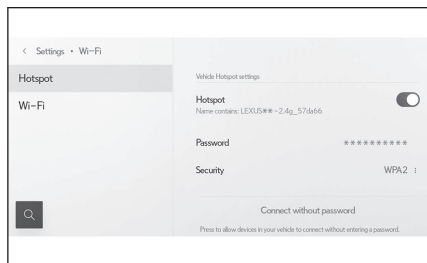 < Settings • Wi-Fi
Hotspot
Wi-Fi
Vehicle Hotspot settings
Hotspot
Name contains: LEXUS**-2.4g_57da66
Password **********
Security WPA2 ⋮
Connect without password
Press to allow devices in your vehicle to connect without entering a password.